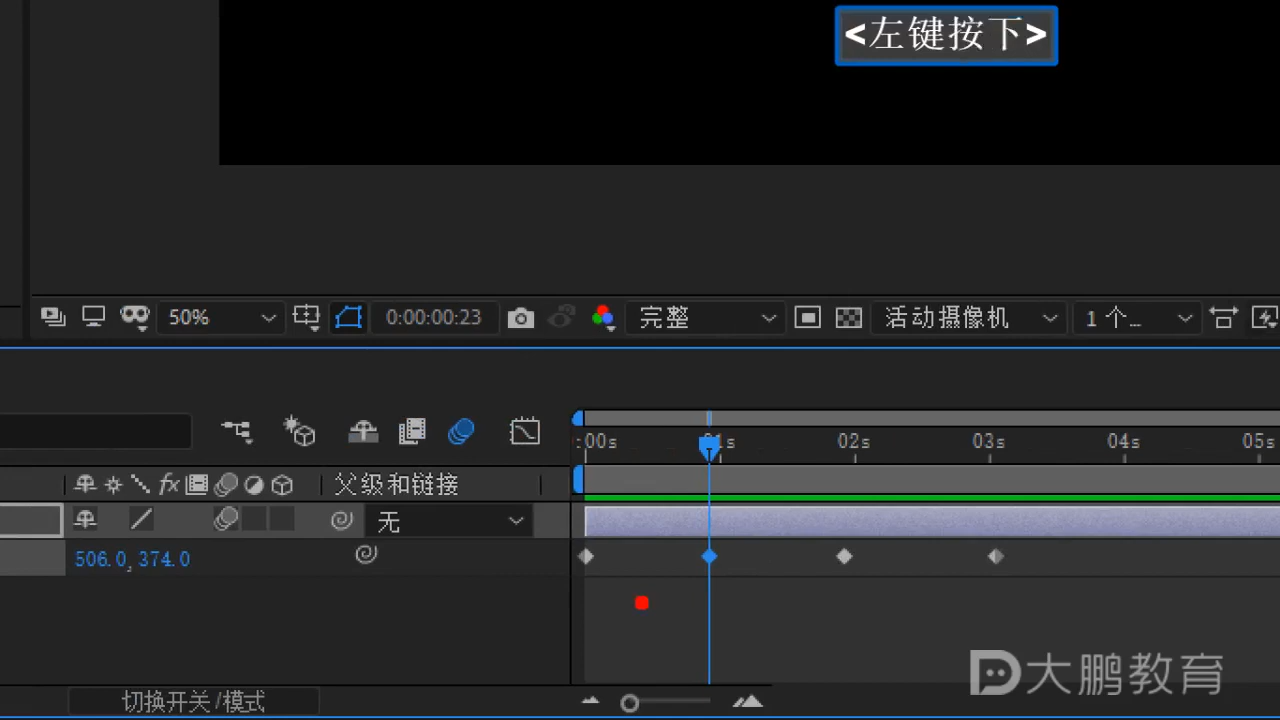 <左键按下>
50%
0:00:00:23
完整
活动摄像机
1 个…
:00s
01s
02s
03s
04s
05s
fx
父级和链接
无
506.0, 374.0
切换开关/模式
大鹏教育